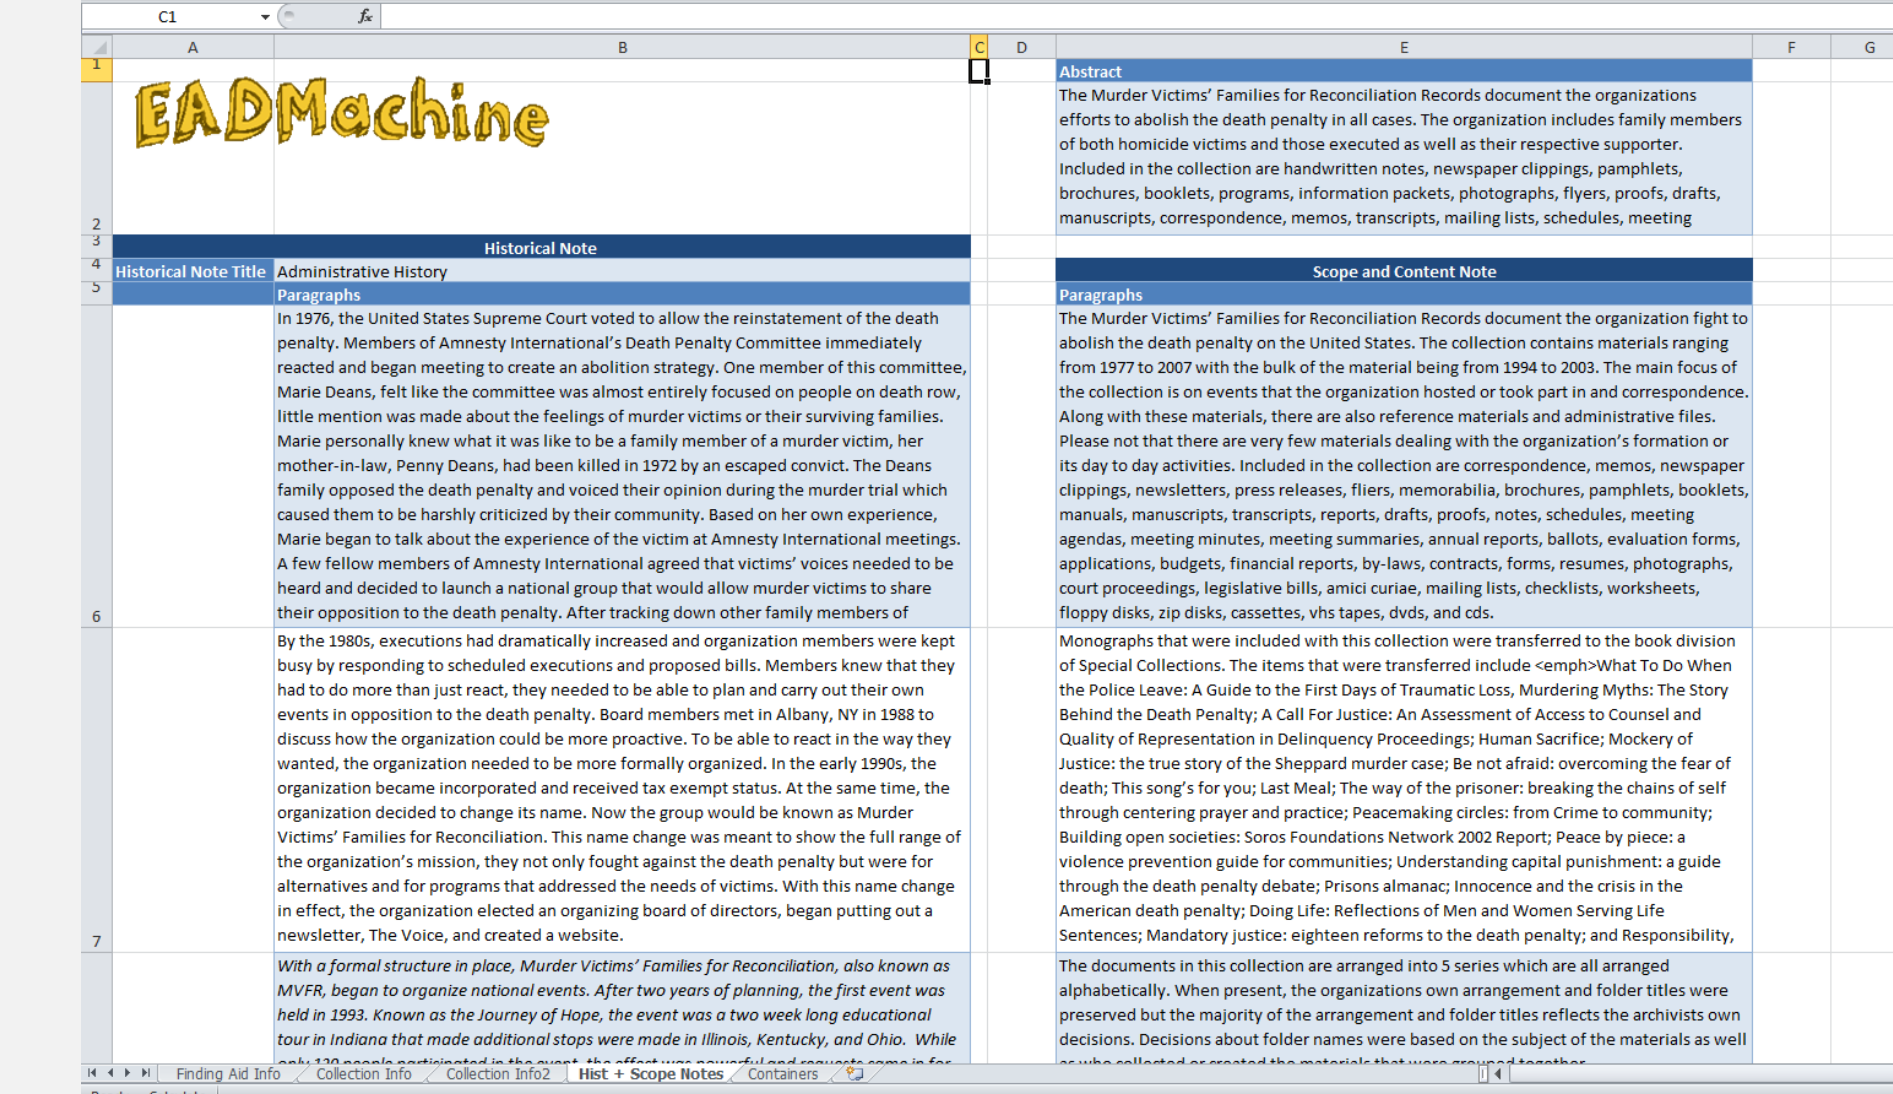 C1
fx
A B C D E F G
1
EADMachine
2
3
Historical Note
4
Historical Note Title Administrative History
5
Paragraphs
In 1976, the United States Supreme Court voted to allow the reinstatement of the death
penalty. Members of Amnesty International's Death Penalty Committee immediately
reacted and began meeting to create an abolition strategy. One member of this committee,
Marie Deans, felt like the committee was almost entirely focused on people on death row,
little mention was made about the feelings of murder victims or their surviving families.
Marie personally knew what it was like to be a family member of a murder victim, her
mother-in-law, Penny Deans, had been killed in 1972 by an escaped convict. The Deans
family opposed the death penalty and voiced their opinion during the murder trial which
caused them to be harshly criticized by their community. Based on her own experience,
Marie began to talk about the experience of the victim at Amnesty International meetings.
A few fellow members of Amnesty International agreed that victims' voices needed to be
heard and decided to launch a national group that would allow murder victims to share
their opposition to the death penalty. After tracking down other family members of
6
By the 1980s, executions had dramatically increased and organization members were kept
busy by responding to scheduled executions and proposed bills. Members knew that they
had to do more than just react, they needed to be able to plan and carry out their own
events in opposition to the death penalty. Board members met in Albany, NY in 1988 to
discuss how the organization could be more proactive. To be able to react in the way they
wanted, the organization needed to be more formally organized. In the early 1990s, the
organization became incorporated and received tax exempt status. At the same time, the
organization decided to change its name. Now the group would be known as Murder
Victims' Families for Reconciliation. This name change was meant to show the full range of
the organization's mission, they not only fought against the death penalty but were for
alternatives and for programs that addressed the needs of victims. With this name change
in effect, the organization elected an organizing board of directors, began putting out a
newsletter, The Voice, and created a website.
7
With a formal structure in place, Murder Victims' Families for Reconciliation, also known as
MVFR, began to organize national events. After two years of planning, the first event was
held in 1993. Known as the Journey of Hope, the event was a two week long educational
tour in Indiana that made additional stops were made in Illinois, Kentucky, and Ohio. While
only 120 people participated in the event, the effect was powerful and requests came in for
Abstract
The Murder Victims' Families for Reconciliation Records document the organizations
efforts to abolish the death penalty in all cases. The organization includes family members
of both homicide victims and those executed as well as their respective supporter.
Included in the collection are handwritten notes, newspaper clippings, pamphlets,
brochures, booklets, programs, information packets, photographs, flyers, proofs, drafts,
manuscripts, correspondence, memos, transcripts, mailing lists, schedules, meeting
Scope and Content Note
Paragraphs
The Murder Victims' Families for Reconciliation Records document the organization fight to
abolish the death penalty on the United States. The collection contains materials ranging
from 1977 to 2007 with the bulk of the material being from 1994 to 2003. The main focus of
the collection is on events that the organization hosted or took part in and correspondence.
Along with these materials, there are also reference materials and administrative files.
Please not that there are very few materials dealing with the organization's formation or
its day to day activities. Included in the collection are correspondence, memos, newspaper
clippings, newsletters, press releases, fliers, memorabilia, brochures, pamphlets, booklets,
manuals, manuscripts, transcripts, reports, drafts, proofs, notes, schedules, meeting
agendas, meeting minutes, meeting summaries, annual reports, ballots, evaluation forms,
applications, budgets, financial reports, by-laws, contracts, forms, resumes, photographs,
court proceedings, legislative bills, amici curiae, mailing lists, checklists, worksheets,
floppy disks, zip disks, cassettes, vhs tapes, dvds, and cds.
Monographs that were included with this collection were transferred to the book division
of Special Collections. The items that were transferred include <emph>What To Do When
the Police Leave: A Guide to the First Days of Traumatic Loss, Murdering Myths: The Story
Behind the Death Penalty; A Call For Justice: An Assessment of Access to Counsel and
Quality of Representation in Delinquency Proceedings; Human Sacrifice; Mockery of
Justice: the true story of the Sheppard murder case; Be not afraid: overcoming the fear of
death; This song's for you; Last Meal; The way of the prisoner: breaking the chains of self
through centering prayer and practice; Peacemaking circles: from Crime to community;
Building open societies: Soros Foundations Network 2002 Report; Peace by piece: a
violence prevention guide for communities; Understanding capital punishment: a guide
through the death penalty debate; Prisons almanac; Innocence and the crisis in the
American death penalty; Doing Life: Reflections of Men and Women Serving Life
Sentences; Mandatory justice: eighteen reforms to the death penalty; and Responsibility,
The documents in this collection are arranged into 5 series which are all arranged
alphabetically. When present, the organizations own arrangement and folder titles were
preserved but the majority of the arrangement and folder titles reflects the archivists own
decisions. Decisions about folder names were based on the subject of the materials as well
as who collected or created the materials that were grouped together.
Finding Aid Info Collection Info Collection Info2 Hist + Scope Notes Containers